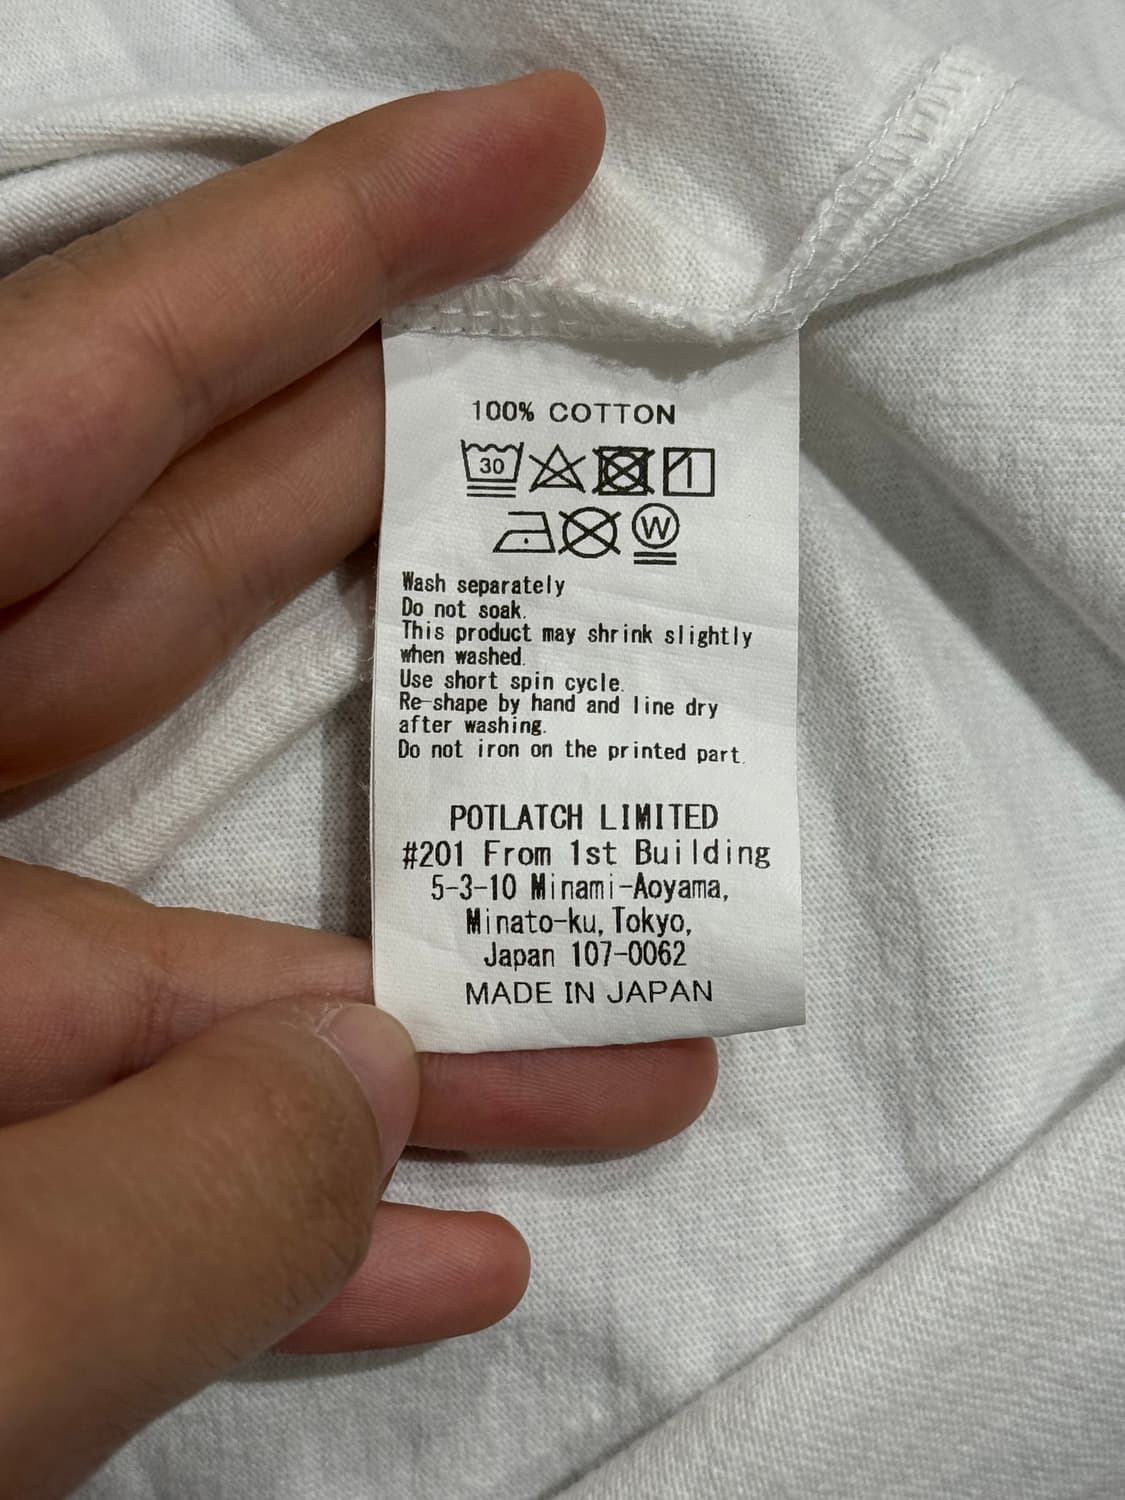 100% COTTON
30
W
Wash separately
Do not soak.
This product may shrink slightly
when washed.
Use short spin cycle.
Re-shape by hand and line dry
after washing.
Do not iron on the printed part.
POTLATCH LIMITED
#201 From 1st Building
5-3-10 Minami-Aoyama,
Minato-ku, Tokyo,
Japan 107-0062
MADE IN JAPAN